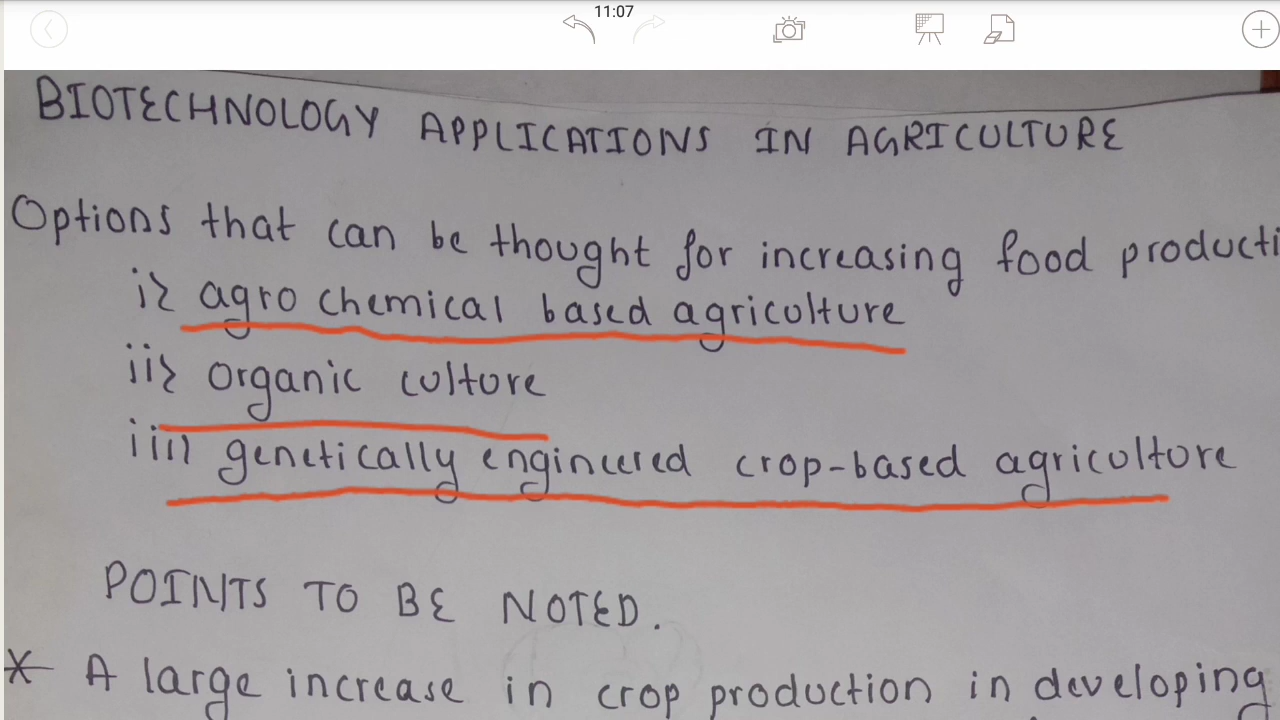 11:07
BIOTECHNOLOGY APPLICATIONS IN AGRICULTURE
Options that can be thought for increasing food producti
i) agro chemical based agriculture
ii) organic culture
iii) genetically engineered crop-based agriculture
POINTS TO BE NOTED.
* A large increase in crop production in developing